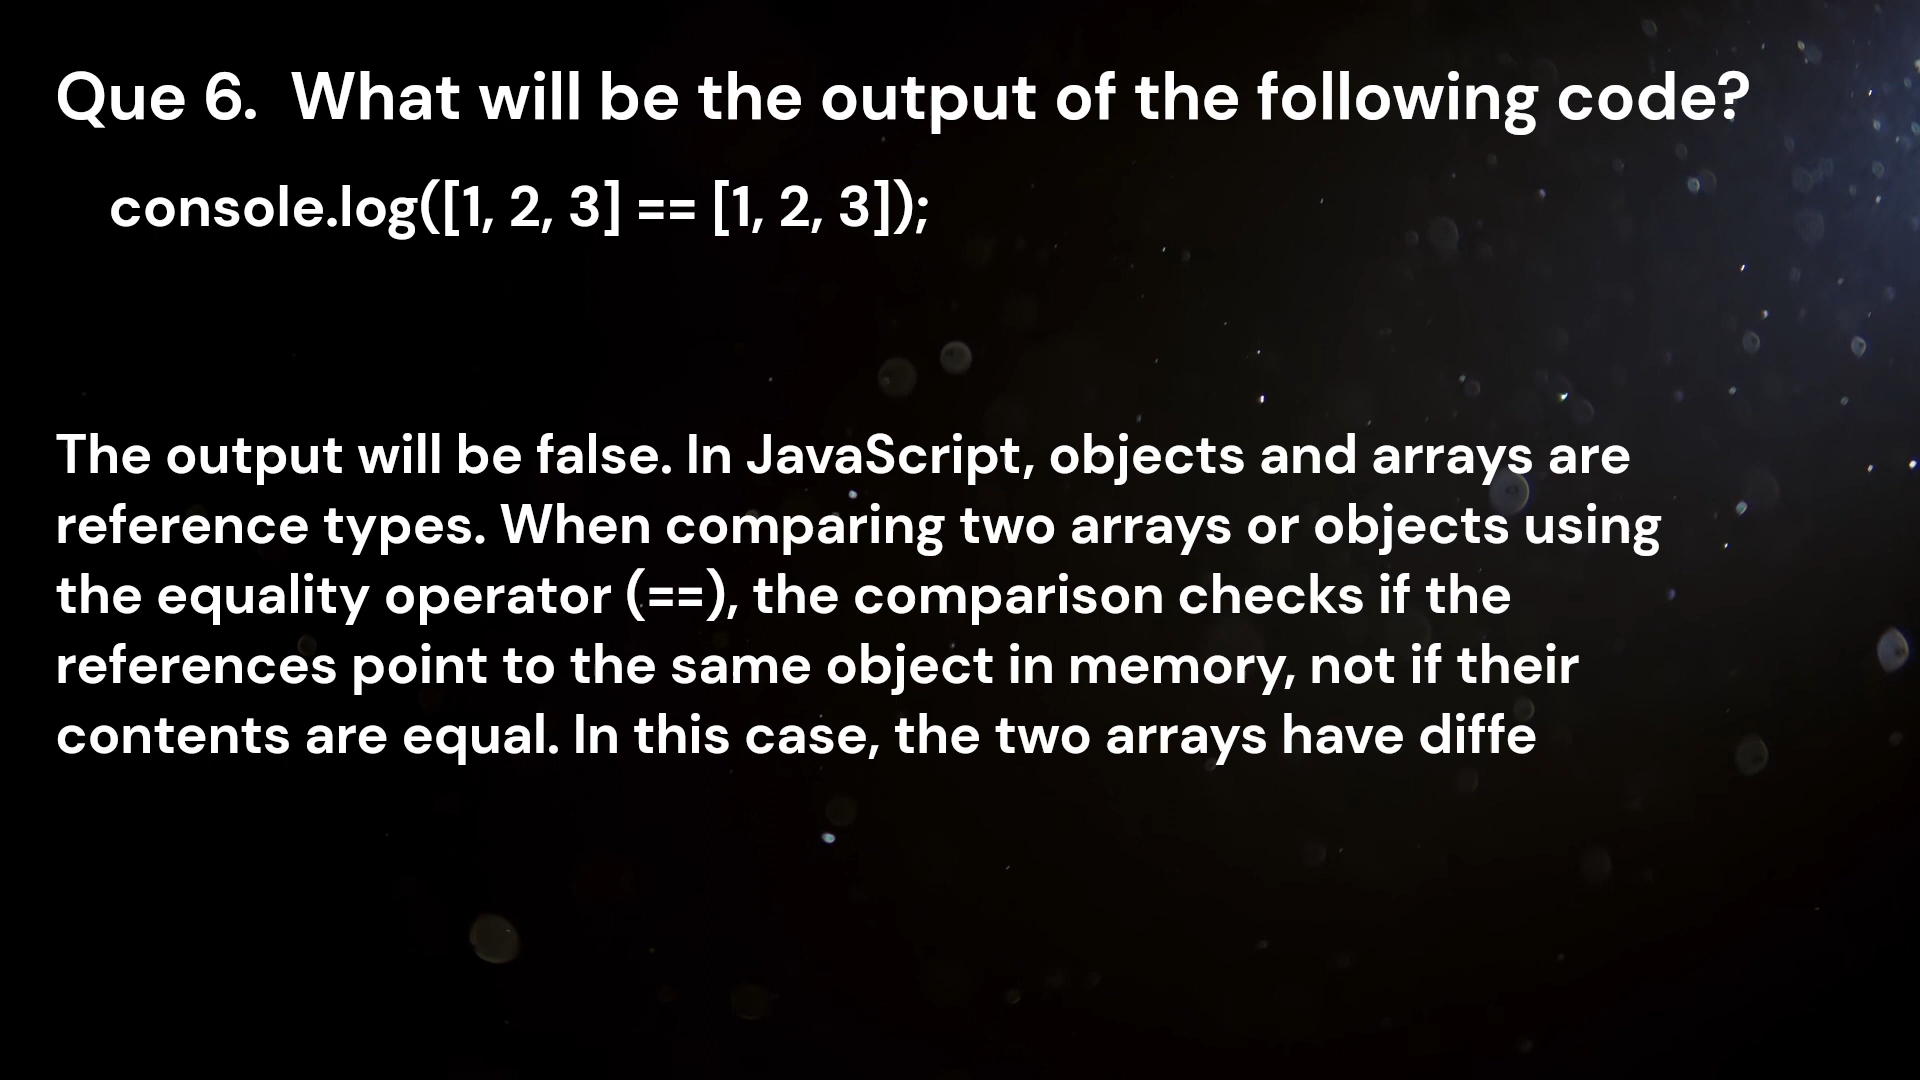 Que 6.  What will be the output of the following code?
console.log([1, 2, 3] == [1, 2, 3]);
The output will be false. In JavaScript, objects and arrays are
reference types. When comparing two arrays or objects using
the equality operator (==), the comparison checks if the
references point to the same object in memory, not if their
contents are equal. In this case, the two arrays have diffe